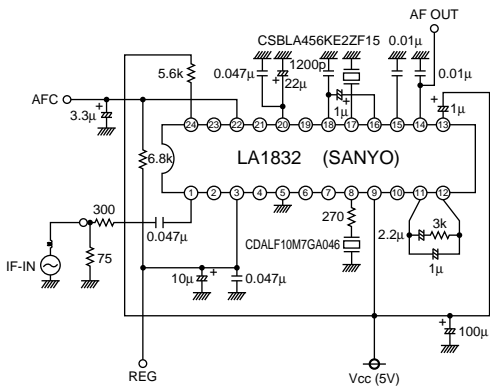 AF OUT
CSBLA456KE2ZF15
0.01μ
5.6k
0.047μ
+
22μ
1200p
+
1μ
0.01μ
+
1μ
AFC
+
3.3μ
24 23 22 21 20 19 18 17 16 15 14 13
6.8k
LA1832 (SANYO)
1 2 3 4 5 6 7 8 9 10 11 12
300
0.047μ
IF-IN
75
270
CDALF10M7GA046
3k
2.2μ
+
1μ
+
10μ
+
0.047μ
+
100μ
REG
Vcc (5V)